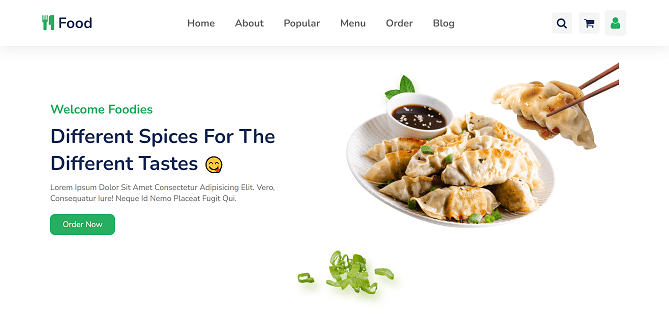 Food
Home About Popular Menu Order Blog
Welcome Foodies
Different Spices For The
Different Tastes 😋
Lorem Ipsum Dolor Sit Amet Consectetur Adipisicing Elit. Vero,
Consequatur Iure! Neque Id Nemo Placeat Fugit Qui.
Order Now